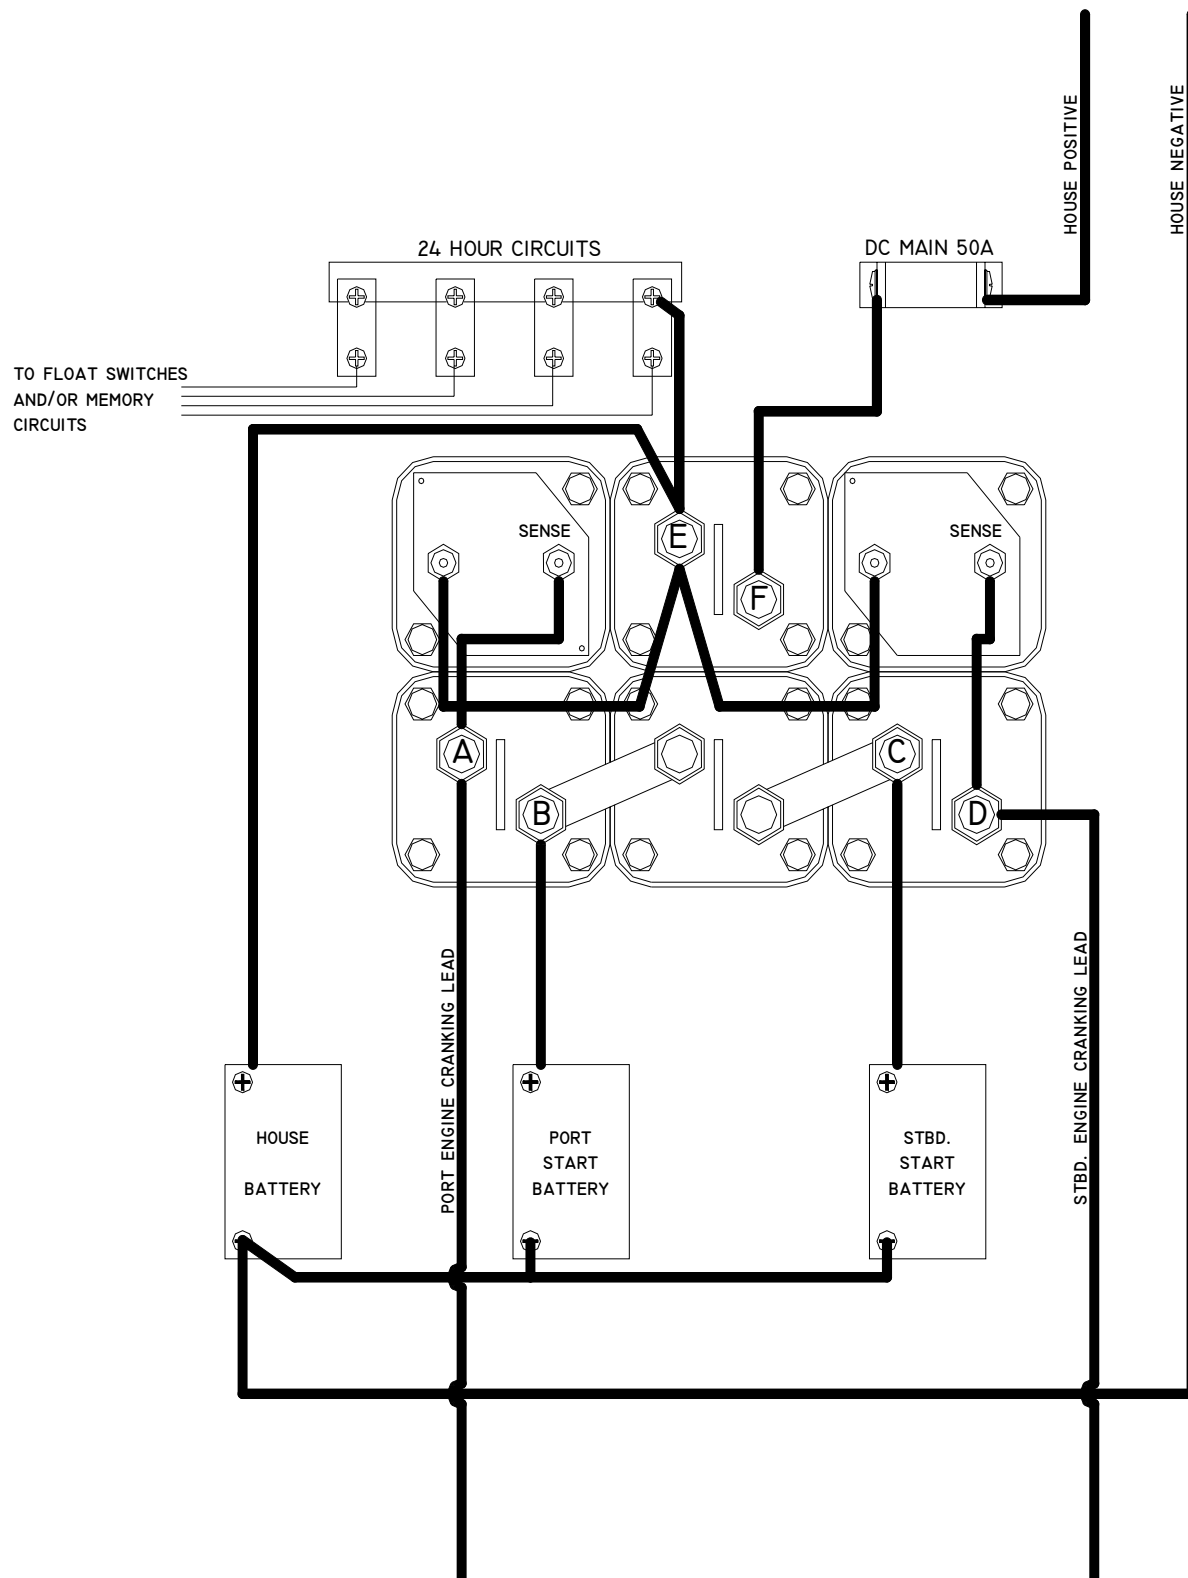 HOUSE POSITIVE
HOUSE NEGATIVE
24 HOUR CIRCUITS
DC MAIN 50A
TO FLOAT SWITCHES
AND/OR MEMORY
CIRCUITS
SENSE
E
SENSE
F
A
C
B
D
PORT ENGINE CRANKING LEAD
STBD. ENGINE CRANKING LEAD
HOUSE
BATTERY
PORT
START
BATTERY
STBD.
START
BATTERY